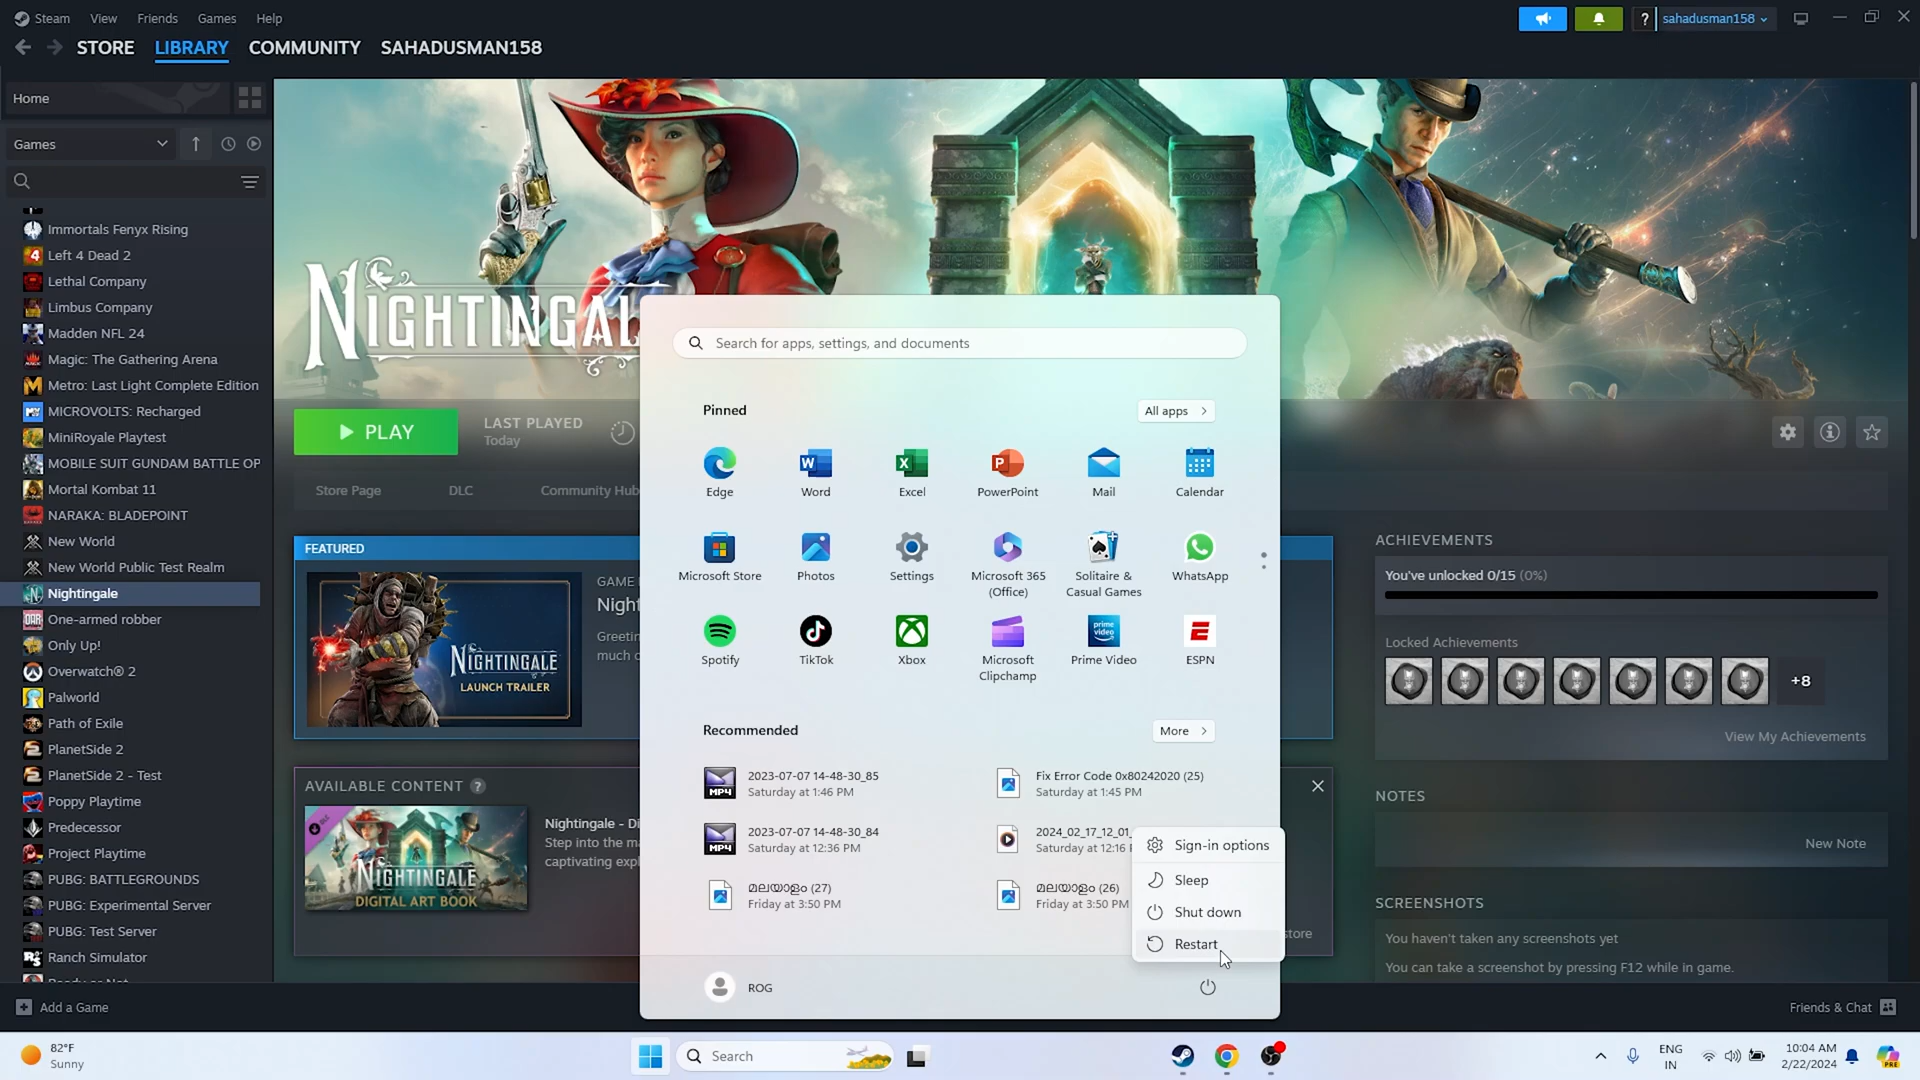 Steam View Friends Games Help
? sahadusman158
STORE LIBRARY COMMUNITY SAHADUSMAN158
Home
Games
Immortals Fenyx Rising
Left 4 Dead 2
Lethal Company
Limbus Company
Madden NFL 24
Magic: The Gathering Arena
Metro: Last Light Complete Edition
MICROVOLTS: Recharged
MiniRoyale Playtest
MOBILE SUIT GUNDAM BATTLE OP
Mortal Kombat 11
NARAKA: BLADEPOINT
New World
New World Public Test Realm
Nightingale
One-armed robber
Only Up!
Overwatch® 2
Palworld
Path of Exile
PlanetSide 2
PlanetSide 2 - Test
Poppy Playtime
Predecessor
Project Playtime
PUBG: BATTLEGROUNDS
PUBG: Experimental Server
PUBG: Test Server
Ranch Simulator
Add a Game
NIGHTINGAL
PLAY
LAST PLAYED
Today
Store Page DLC Community Hub
FEATURED
NIGHTINGALE
LAUNCH TRAILER
GAME
Night
Greetin
much c
AVAILABLE CONTENT ?
NIGHTINGALE
DIGITAL ART BOOK
Nightingale - Di
Step into the ma
captivating expl
Search for apps, settings, and documents
Pinned
All apps
Edge Word Excel PowerPoint Mail Calendar
Microsoft Store Photos Settings Microsoft 365 (Office) Solitaire & Casual Games WhatsApp
Spotify TikTok Xbox Microsoft Clipchamp Prime Video ESPN
prime
video
Recommended
More
MP4
2023-07-07 14-48-30_85
Saturday at 1:46 PM
Fix Error Code 0x80242020 (25)
Saturday at 1:45 PM
MP4
2023-07-07 14-48-30_84
Saturday at 12:36 PM
2024_02_17_12_01_
Saturday at 12:16
മലയാളം (27)
Friday at 3:50 PM
മലയാളം (26)
Friday at 3:50 PM
Sign-in options
Sleep
Shut down
Restart
store
ROG
ACHIEVEMENTS
You've unlocked 0/15 (0%)
Locked Achievements
+8
View My Achievements
NOTES
New Note
SCREENSHOTS
You haven't taken any screenshots yet
You can take a screenshot by pressing F12 while in game.
Friends & Chat
82°F
Sunny
Search
ENG
IN
10:04 AM
2/22/2024
PRE